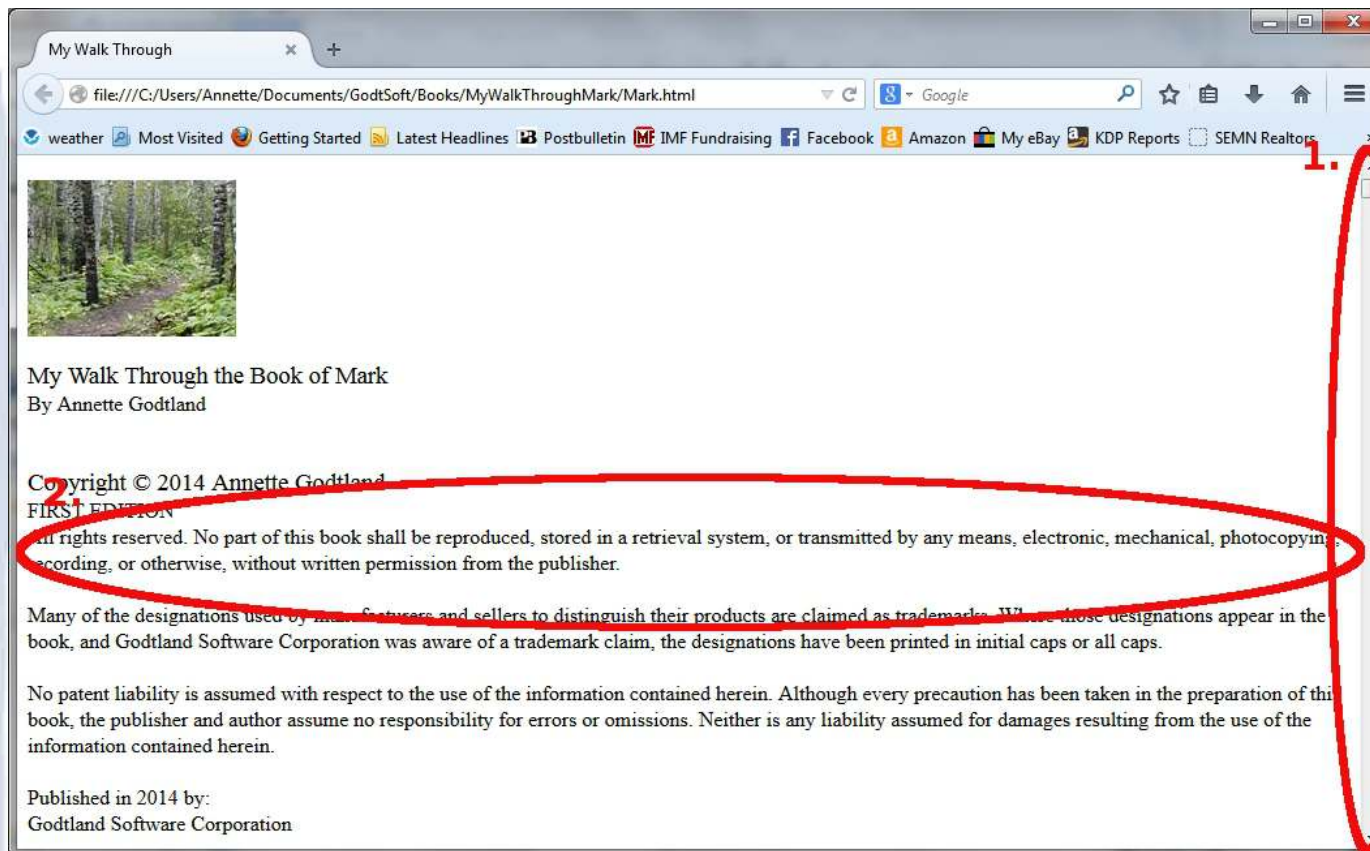 My Walk Through
file:///C:/Users/Annette/Documents/GodtSoft/Books/MyWalkThroughMark/Mark.html
8 Google
weather Most Visited Getting Started Latest Headlines Postbulletin IMF Fundraising Facebook Amazon My eBay KDP Reports SEMN Realtors
1.
My Walk Through the Book of Mark
By Annette Godtland
Copyright © 2014 Annette Godtland
2.
FIRST EDITION
All rights reserved. No part of this book shall be reproduced, stored in a retrieval system, or transmitted by any means, electronic, mechanical, photocopying,
recording, or otherwise, without written permission from the publisher.
Many of the designations used by manufacturers and sellers to distinguish their products are claimed as trademarks. Where those designations appear in the
book, and Godtland Software Corporation was aware of a trademark claim, the designations have been printed in initial caps or all caps.
No patent liability is assumed with respect to the use of the information contained herein. Although every precaution has been taken in the preparation of this
book, the publisher and author assume no responsibility for errors or omissions. Neither is any liability assumed for damages resulting from the use of the
information contained herein.
Published in 2014 by:
Godtland Software Corporation